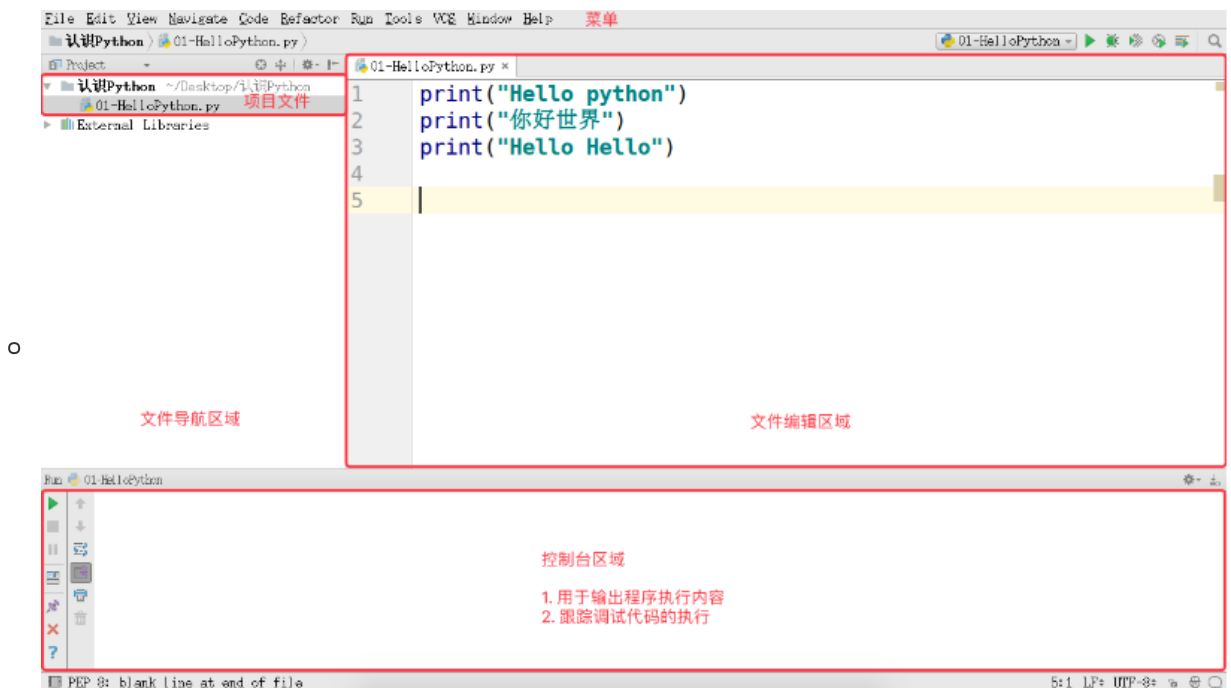 File Edit View Navigate Code Refactor Run Tools VCS Window Help 菜单
认识Python 01-HelloPython.py 01-HelloPython
Project 01-HelloPython.py ×
认识Python ~/Desktop/认识Python
01-HelloPython.py 项目文件
External Libraries
1 print("Hello python")
2 print("你好世界")
3 print("Hello Hello")
4
5
文件导航区域
文件编辑区域
Run 01-HelloPython
控制台区域
1. 用于输出程序执行内容
2. 跟踪调试代码的执行
PEP 8: blank line at end of file 5:1 LF÷ UTF-8÷